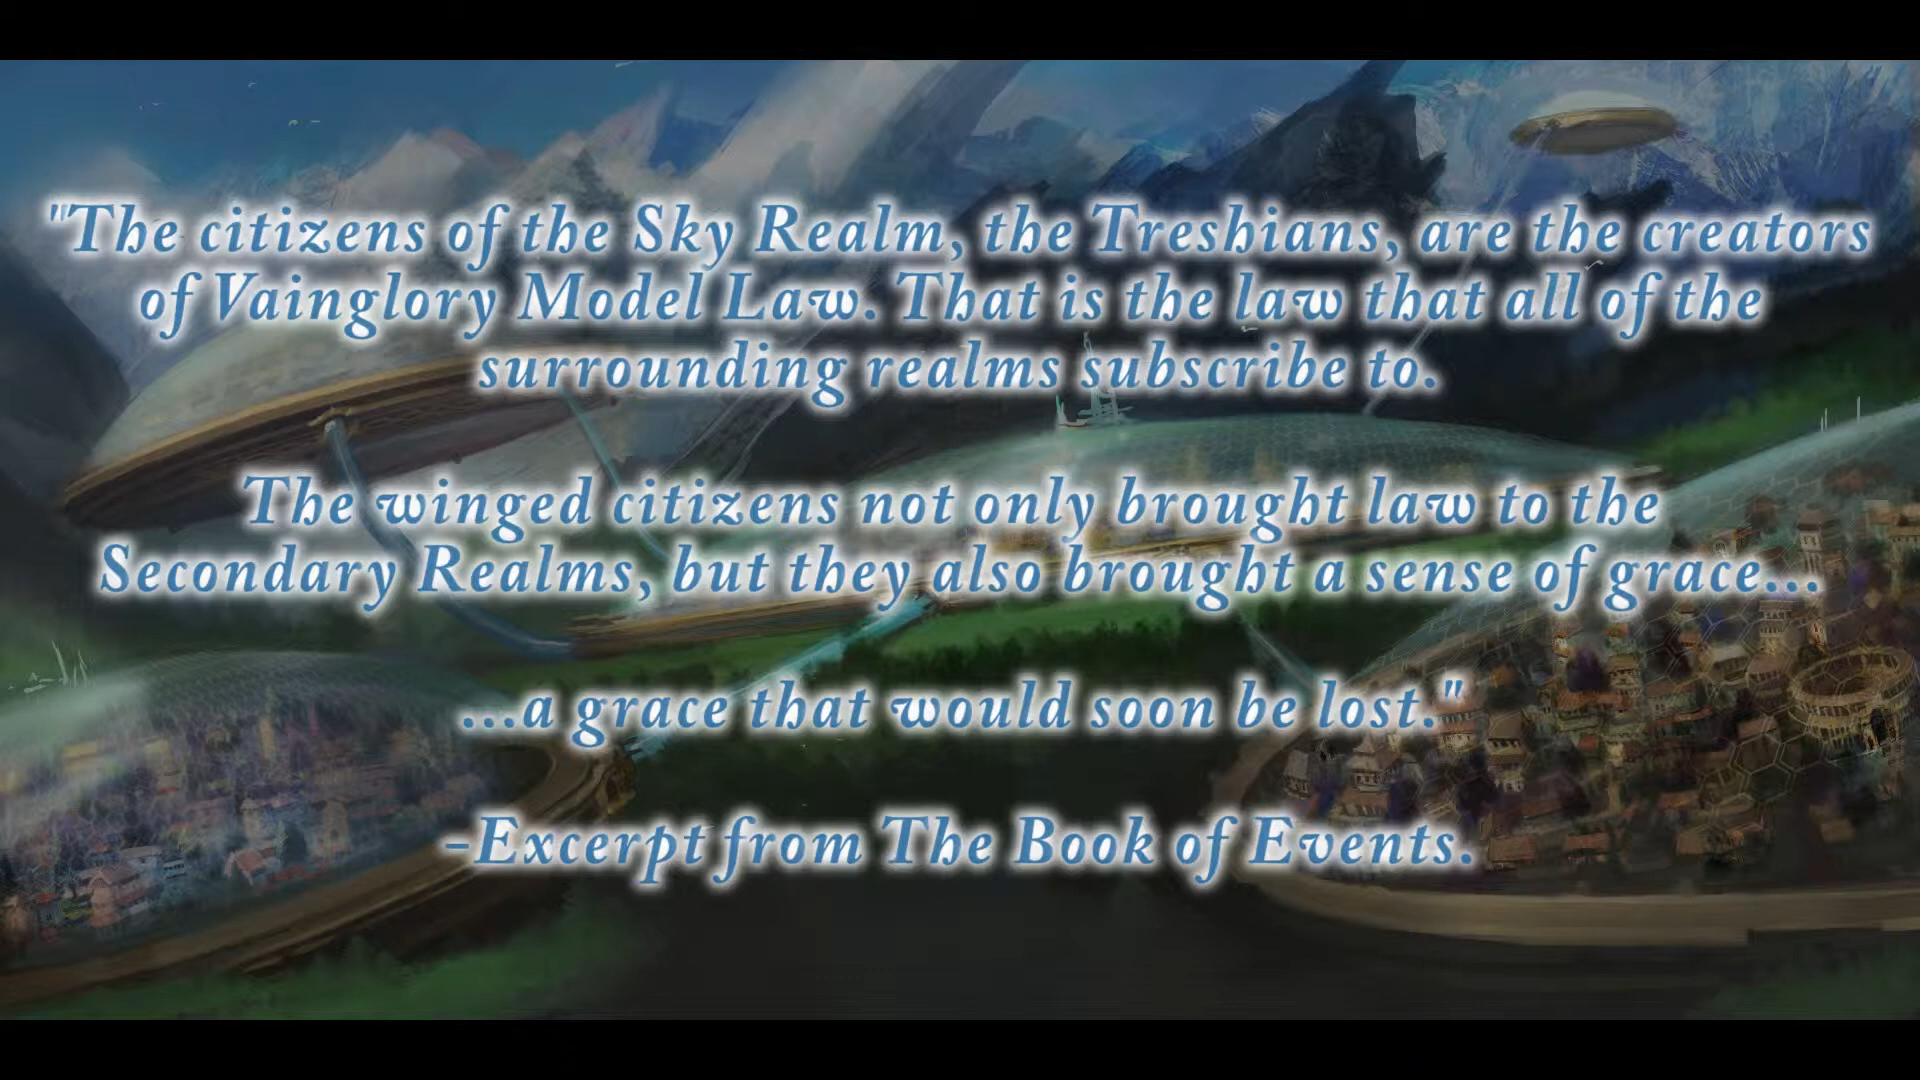 "The citizens of the Sky Realm, the Treshians, are the creators
of Vainglory Model Law. That is the law that all of the
surrounding realms subscribe to.
The winged citizens not only brought law to the
Secondary Realms, but they also brought a sense of grace...
...a grace that would soon be lost."
-Excerpt from The Book of Events.